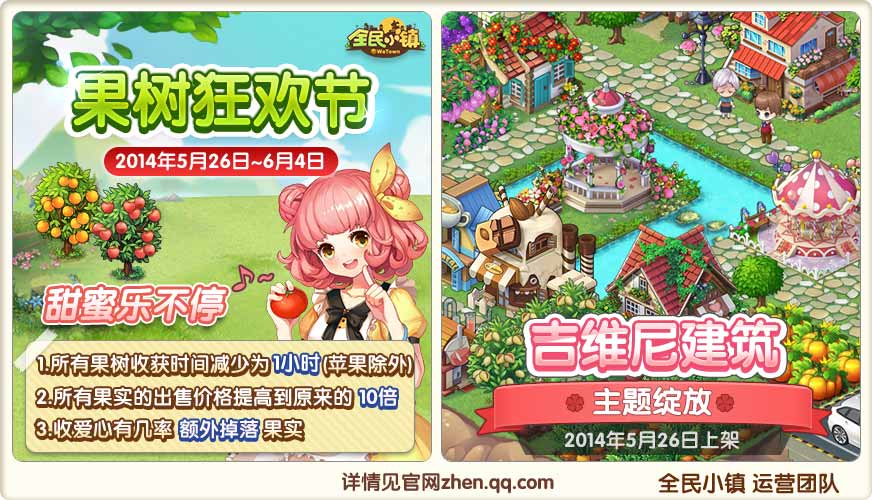 全民小镇
WeTown
果树狂欢节
2014年5月26日~6月4日
甜蜜乐不停
1.所有果树收获时间减少为 1小时(苹果除外)
2.所有果实的出售价格提高到原来的 10倍
3.收爱心有几率 额外掉落 果实
吉维尼建筑
主题绽放
2014年5月26日上架
详情见官网zhen.qq.com
全民小镇 运营团队